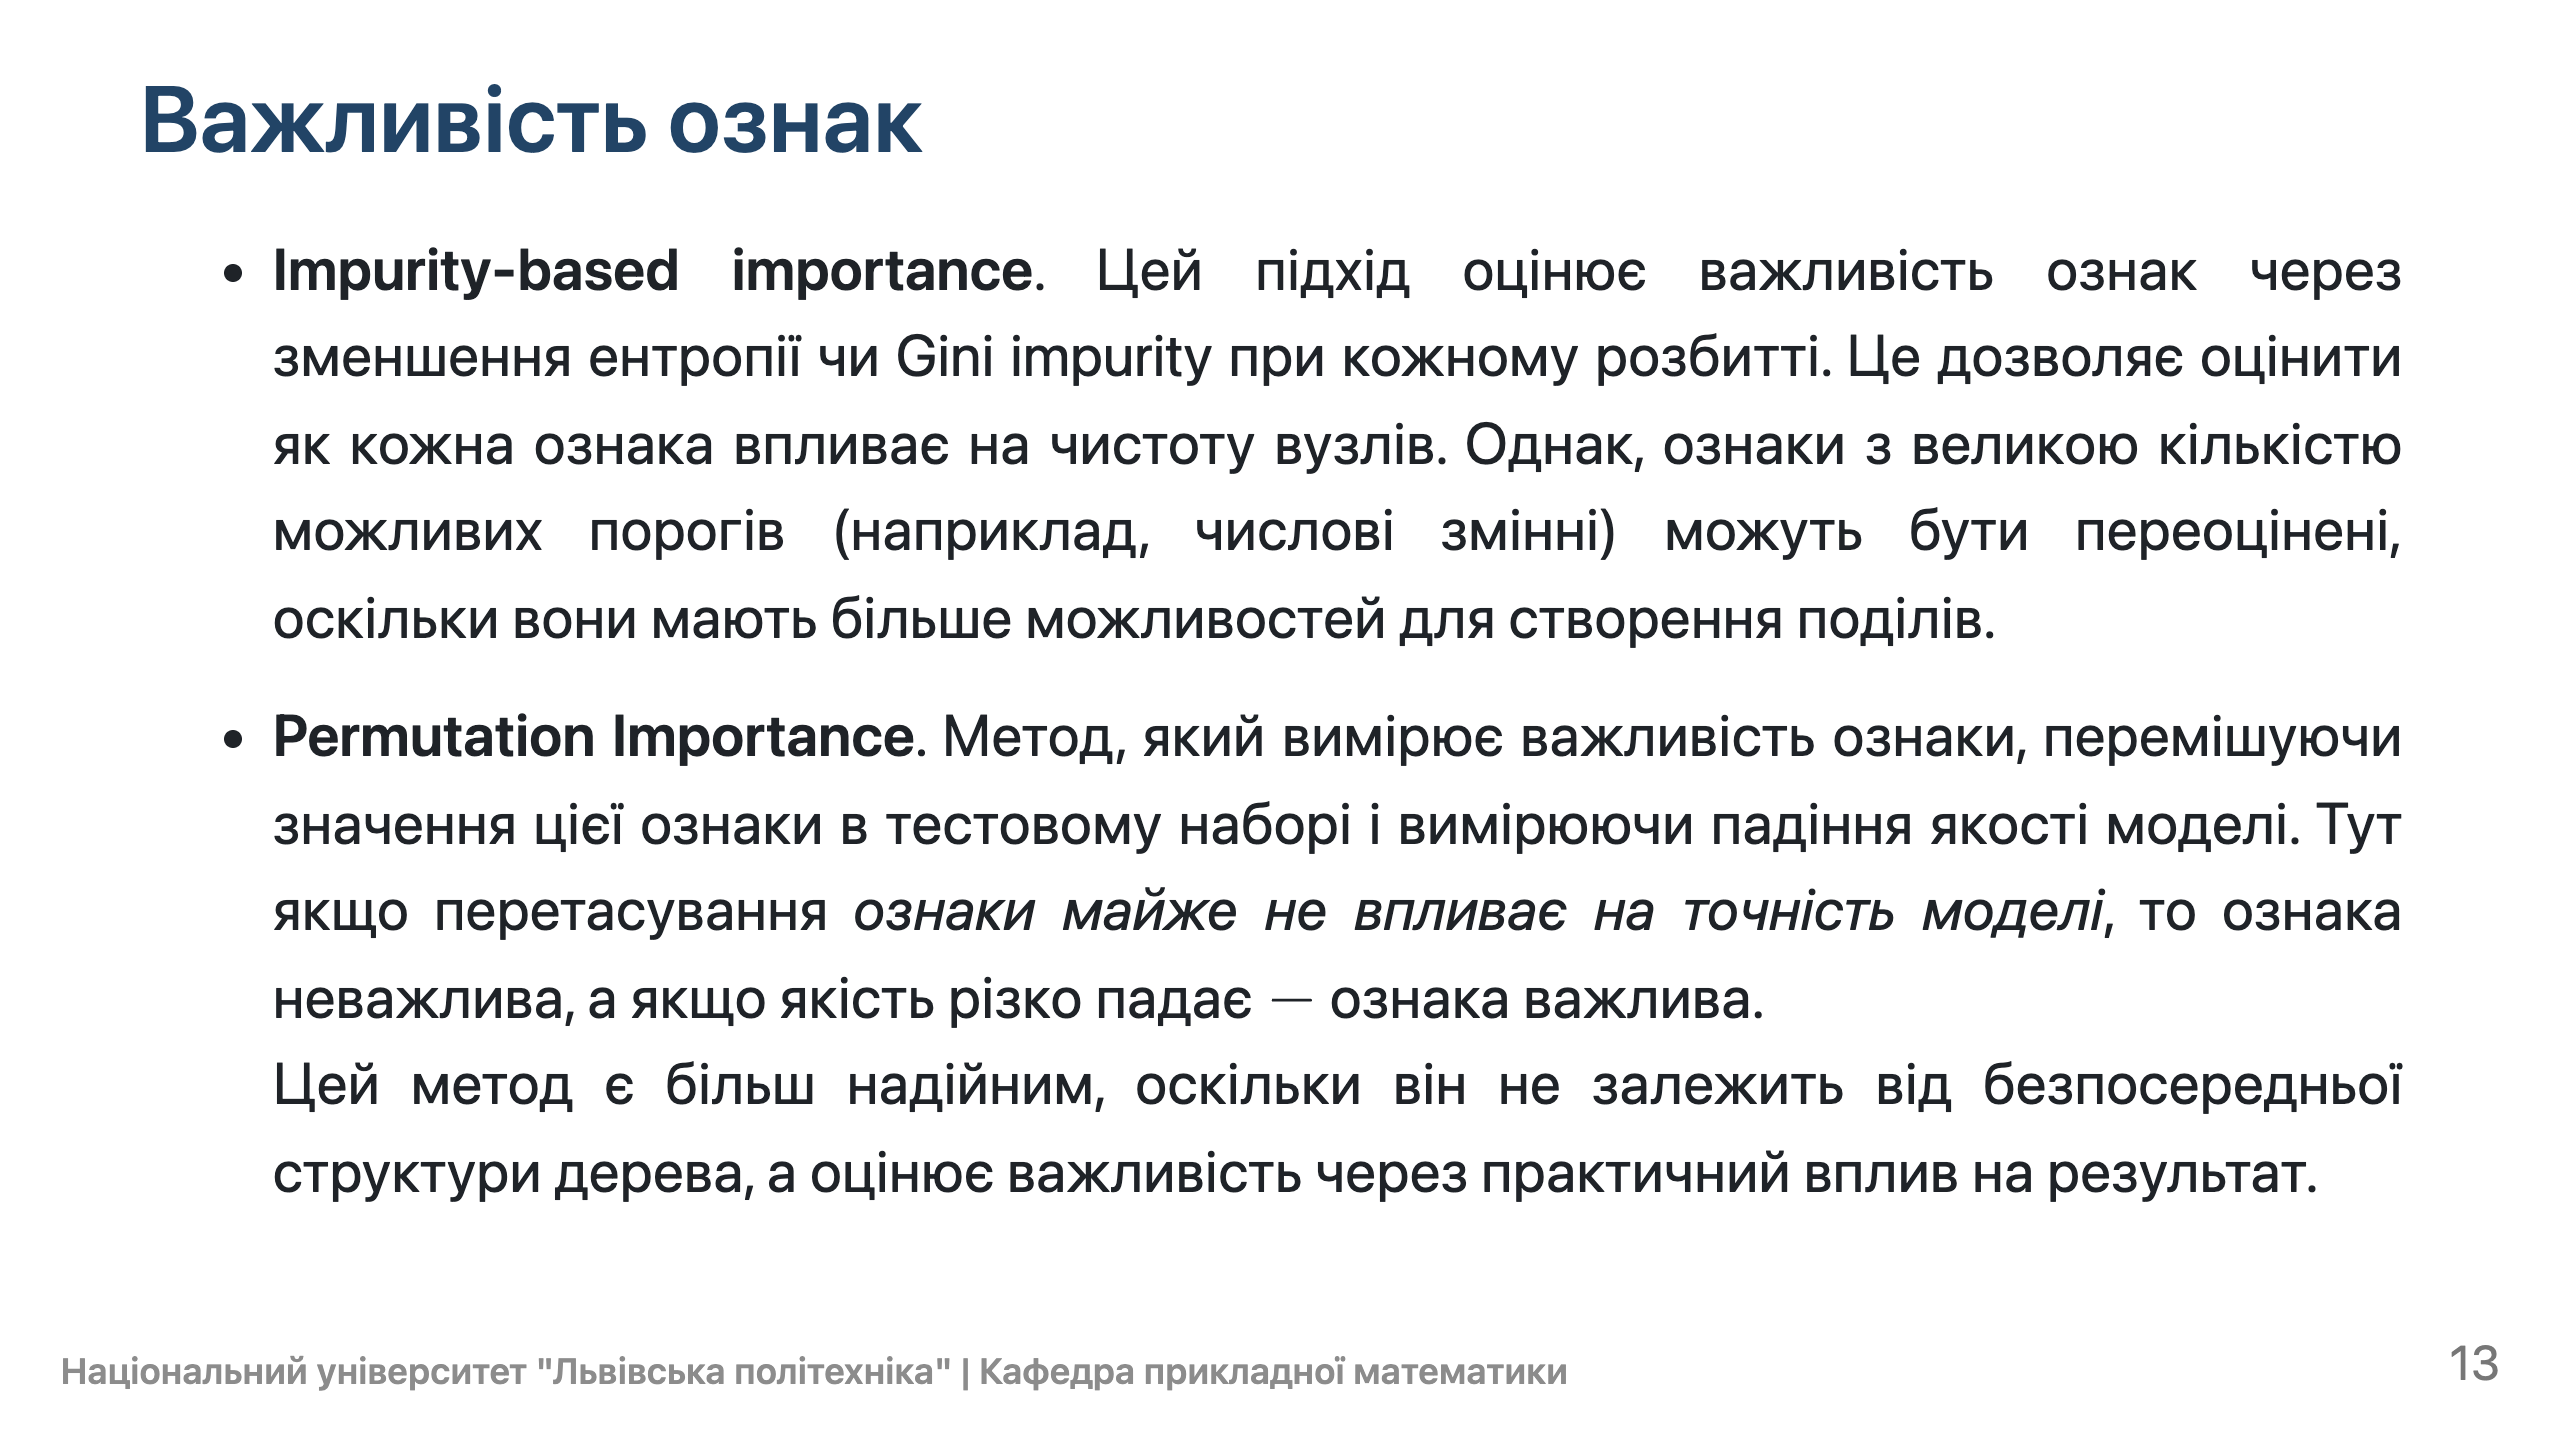 Важливість ознак
• Impurity-based importance. Цей підхід оцінює важливість ознак через
зменшення ентропії чи Gini impurity при кожному розбитті. Це дозволяє оцінити
як кожна ознака впливає на чистоту вузлів. Однак, ознаки з великою кількістю
можливих порогів (наприклад, числові змінні) можуть бути переоцінені,
оскільки вони мають більше можливостей для створення поділів.
• Permutation Importance. Метод, який вимірює важливість ознаки, перемішуючи
значення цієї ознаки в тестовому наборі і вимірюючи падіння якості моделі. Тут
якщо перетасування ознаки майже не впливає на точність моделі, то ознака
неважлива, а якщо якість різко падає — ознака важлива.
Цей метод є більш надійним, оскільки він не залежить від безпосередньої
структури дерева, а оцінює важливість через практичний вплив на результат.
Національний університет "Львівська політехніка" | Кафедра прикладної математики
13